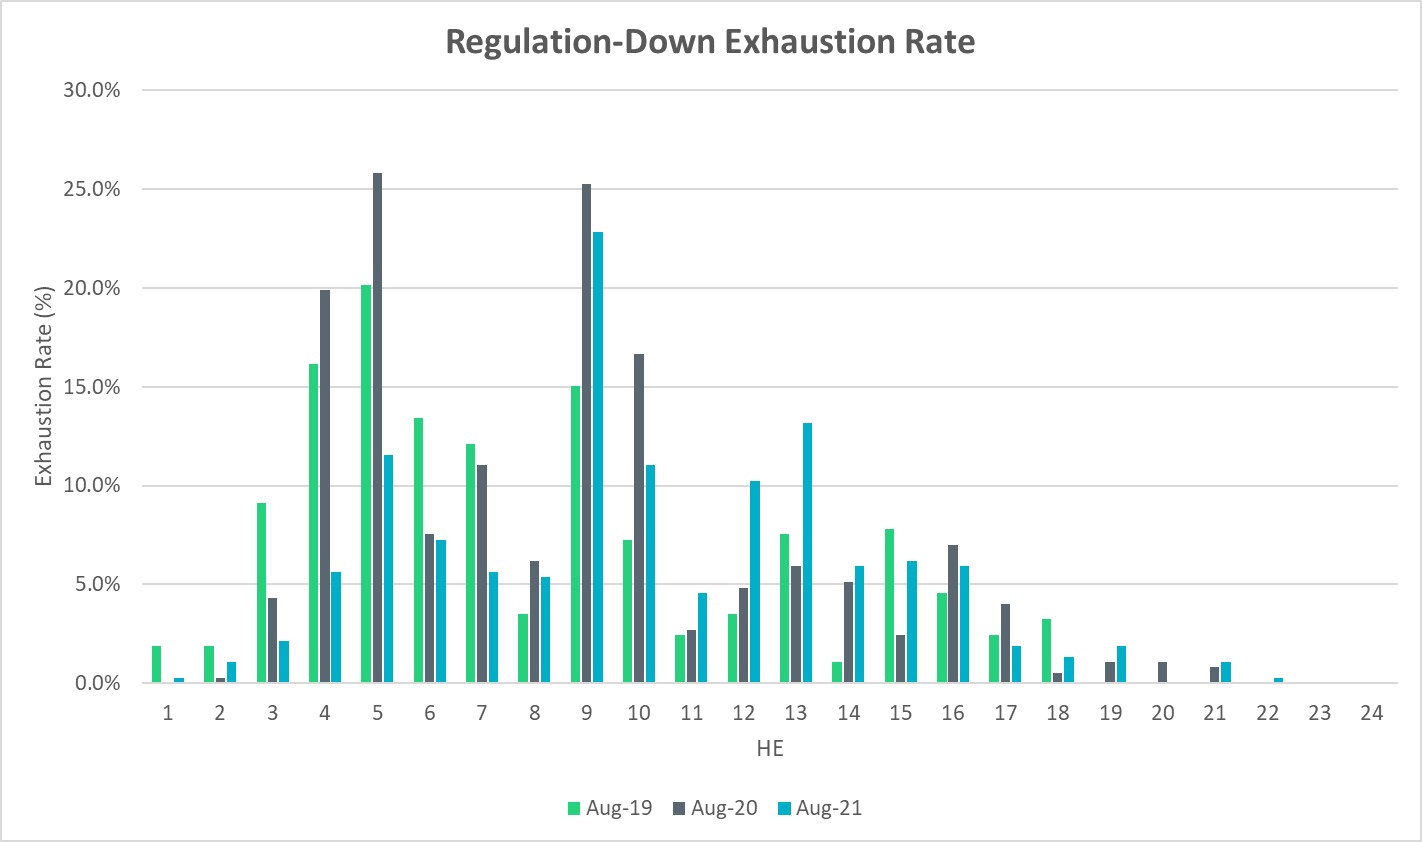 Regulation-Down Exhaustion Rate
30.0%
25.0%
20.0%
15.0%
10.0%
5.0%
0.0%
Exhaustion Rate (%)
1 2 3 4 5 6 7 8 9 10 11 12 13 14 15 16 17 18 19 20 21 22 23 24
HE
Aug-19 Aug-20 Aug-21